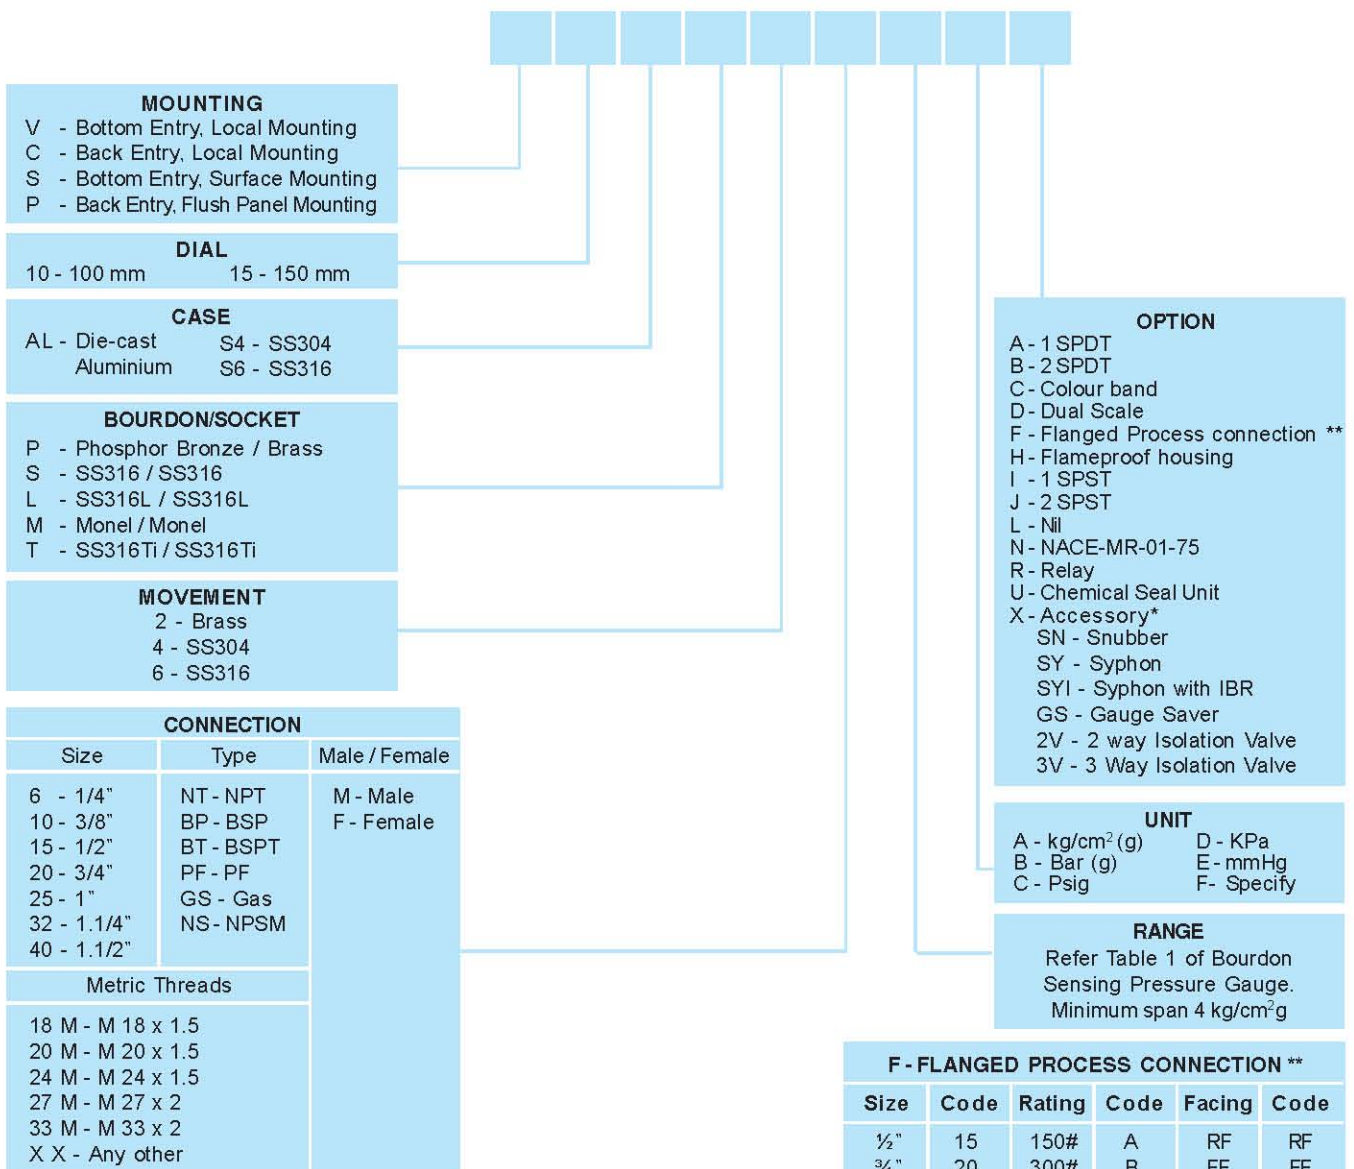 MOUNTING
V - Bottom Entry, Local Mounting
C - Back Entry, Local Mounting
S - Bottom Entry, Surface Mounting
P - Back Entry, Flush Panel Mounting
DIAL
10 - 100 mm 15 - 150 mm
CASE
AL - Die-cast S4 - SS304
Aluminium S6 - SS316
BOURDON/SOCKET
P - Phosphor Bronze / Brass
S - SS316 / SS316
L - SS316L / SS316L
M - Monel / Monel
T - SS316Ti / SS316Ti
MOVEMENT
2 - Brass
4 - SS304
6 - SS316
CONNECTION
Size Type Male / Female
6 - 1/4" NT - NPT M - Male
10 - 3/8" BP - BSP F - Female
15 - 1/2" BT - BSPT
20 - 3/4" PF - PF
25 - 1" GS - Gas
32 - 1.1/4" NS - NPSM
40 - 1.1/2"
Metric Threads
18 M - M 18 x 1.5
20 M - M 20 x 1.5
24 M - M 24 x 1.5
27 M - M 27 x 2
33 M - M 33 x 2
X X - Any other
OPTION
A - 1 SPDT
B - 2 SPDT
C - Colour band
D - Dual Scale
F - Flanged Process connection **
H - Flameproof housing
I - 1 SPST
J - 2 SPST
L - Nil
N - NACE-MR-01-75
R - Relay
U - Chemical Seal Unit
X - Accessory*
SN - Snubber
SY - Syphon
SYI - Syphon with IBR
GS - Gauge Saver
2V - 2 way Isolation Valve
3V - 3 Way Isolation Valve
UNIT
A - kg/cm² (g) D - KPa
B - Bar (g) E - mmHg
C - Psig F- Specify
RANGE
Refer Table 1 of Bourdon
Sensing Pressure Gauge.
Minimum span 4 kg/cm²g
F - FLANGED PROCESS CONNECTION **
Size Code Rating Code Facing Code
½" 15 150# A RF RF
¾" 20 300# B FF FF